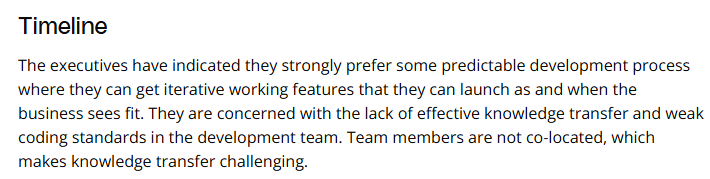 Timeline
The executives have indicated they strongly prefer some predictable development process
where they can get iterative working features that they can launch as and when the
business sees fit. They are concerned with the lack of effective knowledge transfer and weak
coding standards in the development team. Team members are not co-located, which
makes knowledge transfer challenging.